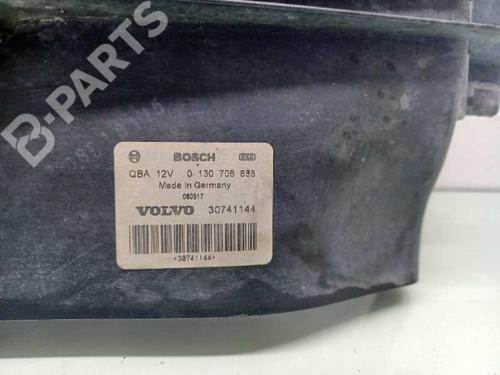 B-PARTS
BOSCH
QBA 12V 0 130 706 838
Made in Germany
060517
VOLVO 30741144
*30741144*